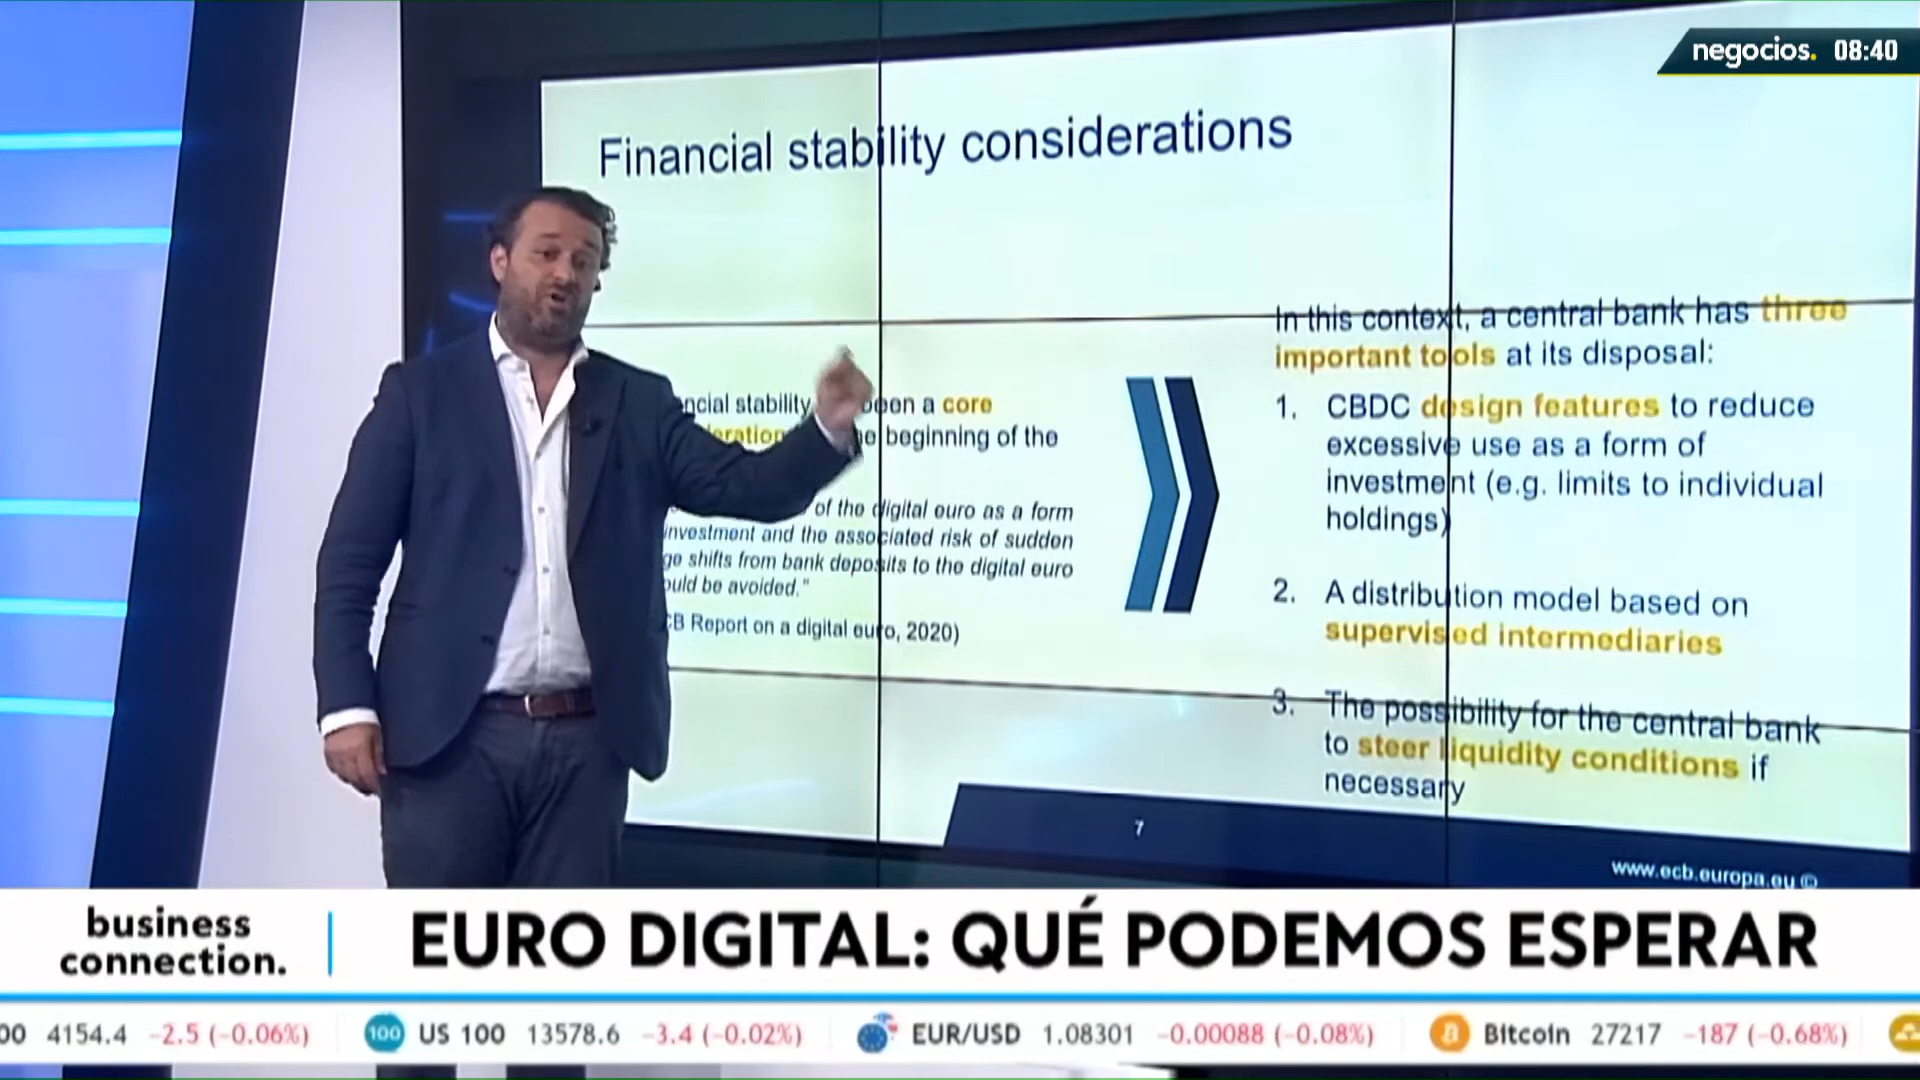 negocios. 08:40
Financial stability considerations
ncial stability been a core
eration beginning of the
of the digital euro as a form
nvestment and the associated risk of sudden
ge shifts from bank deposits to the digital euro
ould be avoided."
CB Report on a digital euro, 2020)
In this context, a central bank has three
important tools at its disposal:
1. CBDC design features to reduce
excessive use as a form of
investment (e.g. limits to individual
holdings)
2. A distribution model based on
supervised intermediaries
3. The possibility for the central bank
to steer liquidity conditions if
necessary
7
www.ecb.europa.eu ©
business
connection.
EURO DIGITAL: QUÉ PODEMOS ESPERAR
00 4154.4 -2.5 (-0.06%) 100 US 100 13578.6 -3.4 (-0.02%) EUR/USD 1.08301 -0.00088 (-0.08%) Bitcoin 27217 -187 (-0.68%)